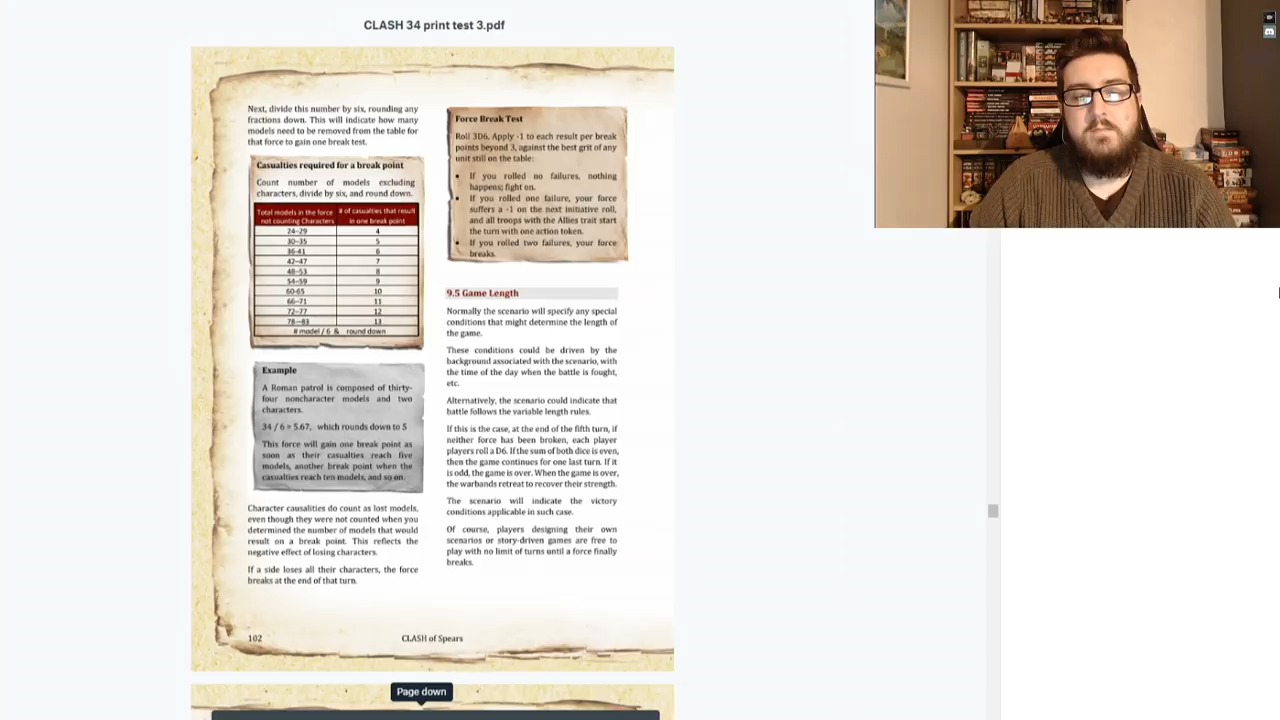 CLASH 34 print test 3.pdf
Next, divide this number by six, rounding any
fractions down. This will indicate how many
models need to be removed from the table for
that force to gain one break test.
Casualties required for a break point
Count number of models excluding
characters, divide by six, and round down.
Total models in the force # of casualties that result
not counting Characters in one break point
24-29 4
30-35 5
36-41 6
42-47 7
48-53 8
54-59 9
60-65 10
66-71 11
72-77 12
78-83 13
# model / 6 & round down
Example
A Roman patrol is composed of thirty-
four noncharacter models and two
characters.
34 / 6 = 5.67, which rounds down to 5
This force will gain one break point as
soon as their casualties reach five
models, another break point when the
casualties reach ten models, and so on.
Character causalities do count as lost models,
even though they were not counted when you
determined the number of models that would
result on a break point. This reflects the
negative effect of losing characters.
If a side loses all their characters, the force
breaks at the end of that turn.
Force Break Test
Roll 3D6. Apply -1 to each result per break
points beyond 3, against the best grit of any
unit still on the table:
• If you rolled no failures, nothing
happens; fight on.
• If you rolled one failure, your force
suffers a -1 on the next initiative roll,
and all troops with the Allies trait start
the turn with one action token.
• If you rolled two failures, your force
breaks.
9.5 Game Length
Normally the scenario will specify any special
conditions that might determine the length of
the game.
These conditions could be driven by the
background associated with the scenario, with
the time of the day when the battle is fought,
etc.
Alternatively, the scenario could indicate that
battle follows the variable length rules.
If this is the case, at the end of the fifth turn, if
neither force has been broken, each player
players roll a D6. If the sum of both dice is even,
then the game continues for one last turn. If it
is odd, the game is over. When the game is over,
the warbands retreat to recover their strength.
The scenario will indicate the victory
conditions applicable in such case.
Of course, players designing their own
scenarios or story-driven games are free to
play with no limit of turns until a force finally
breaks.
102 CLASH of Spears
Page down